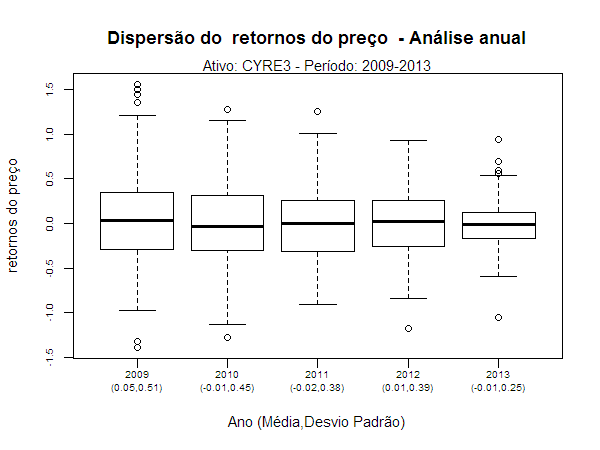 Dispersão do  retornos do preço  - Análise anual
Ativo: CYRE3 - Período: 2009-2013
retornos do preço
1.5
1.0
0.5
0.0
-0.5
-1.0
-1.5
2009 2010 2011 2012 2013
(0.05,0.51) (-0.01,0.45) (-0.02,0.38) (0.01,0.39) (-0.01,0.25)
Ano (Média,Desvio Padrão)